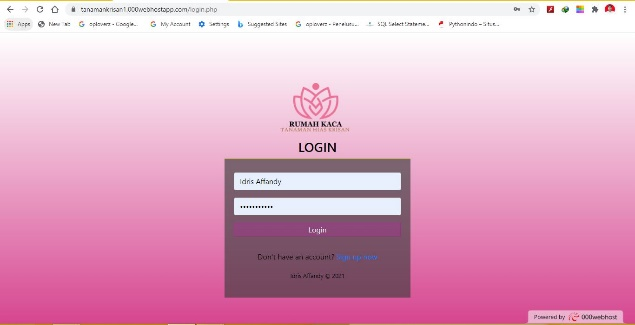 tanamankrisan1.000webhostapp.com/login.php
Apps New Tab oploverz - Google... My Account Settings Suggested Sites oploverz - Penelusu... SQL Select Stateme... Pythonindo – Situs...
RUMAH KACA
TANAMAN HIAS KRISAN
LOGIN
Idris Affandy
Login
Don't have an account? Sign up now
Idris Affandy © 2021
Powered by 000webhost